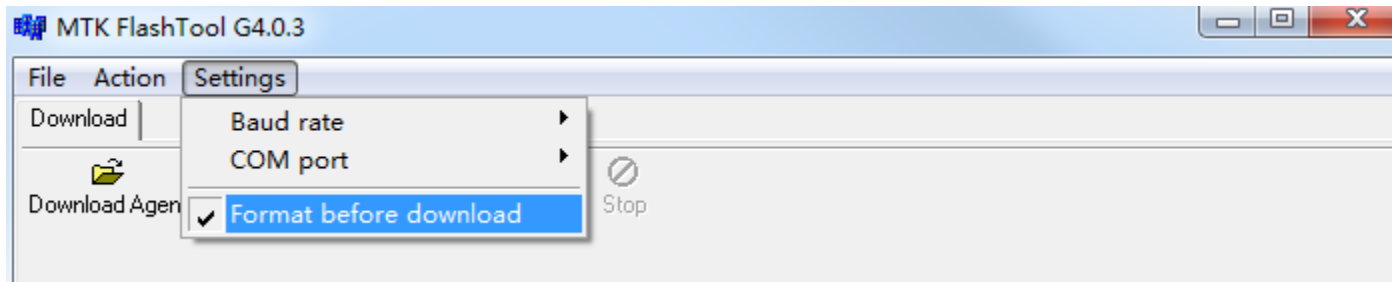 MTK FlashTool G4.0.3
File Action Settings
Download
Baud rate
COM port
Download Agen
Format before download
Stop